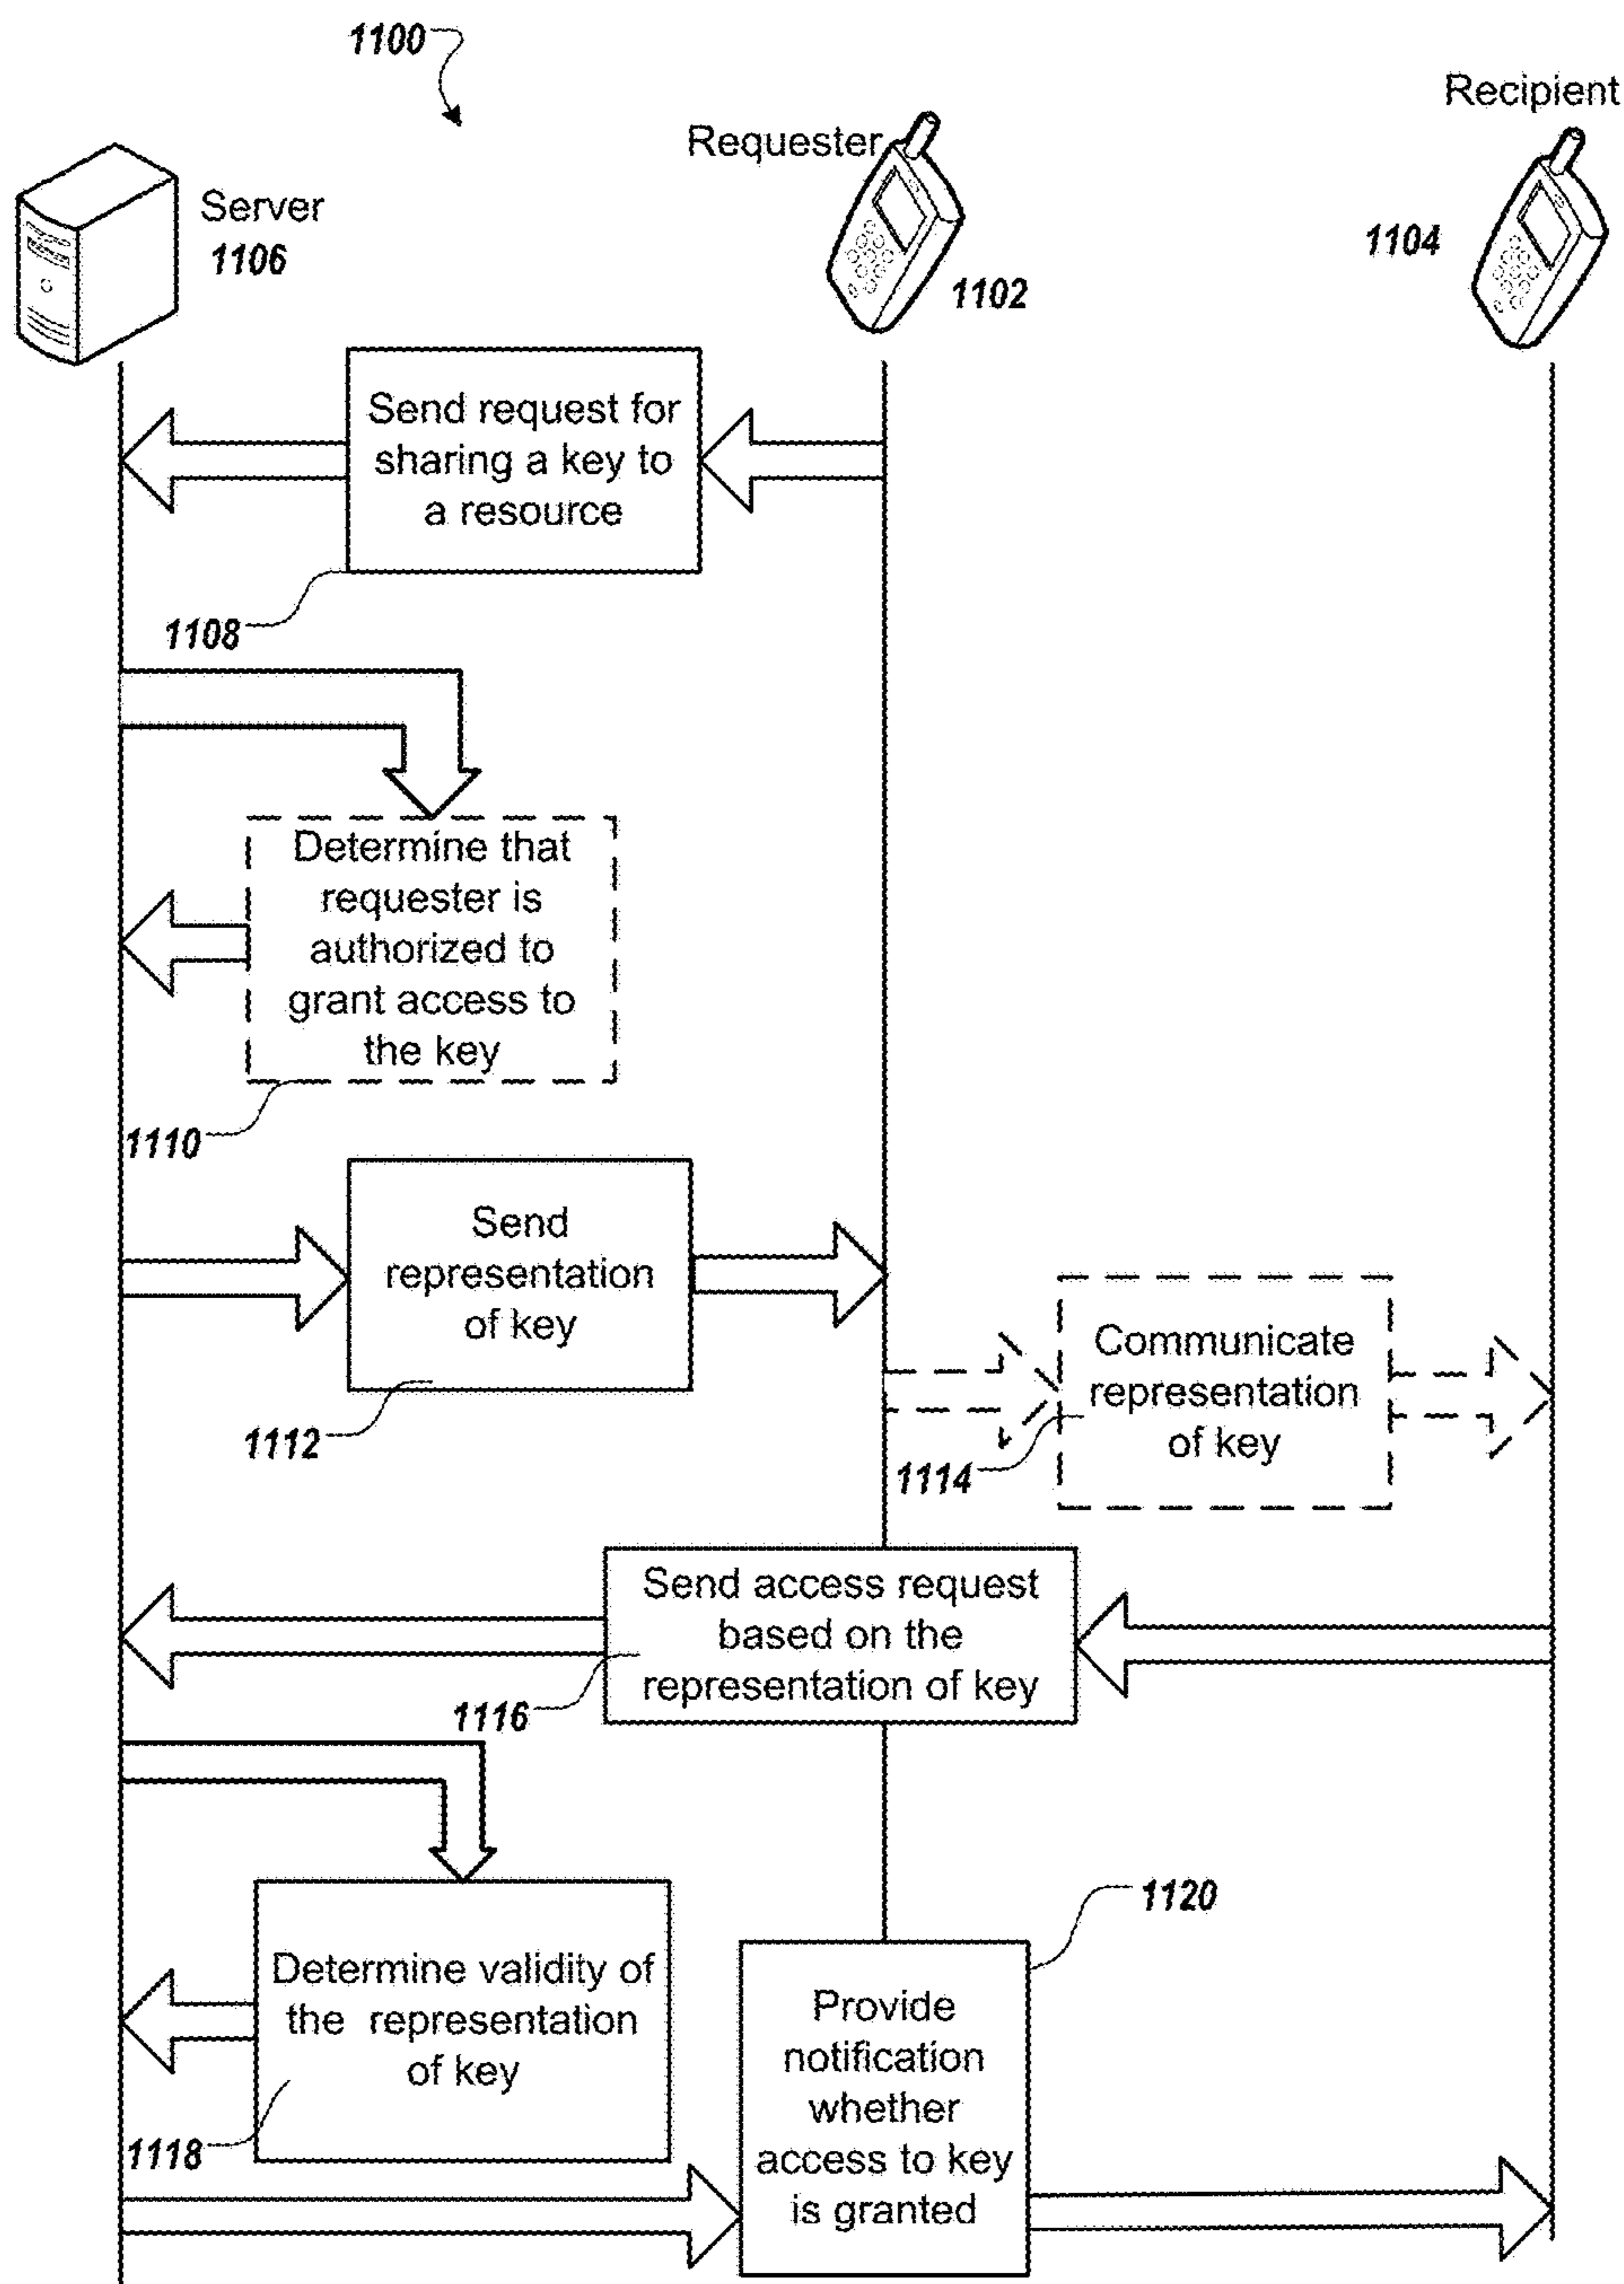 1100
Recipient
Requester
Server
1106
1104
1102
Send request for
sharing a key to
a resource
1108
Determine that
requester is
authorized to
grant access to
the key
1110
Send
representation
of key
1112
Communicate
representation
of key
1114
Send access request
based on the
representation of key
1116
1120
Determine validity of
the representation
of key
1118
Provide
notification
whether
access to key
is granted